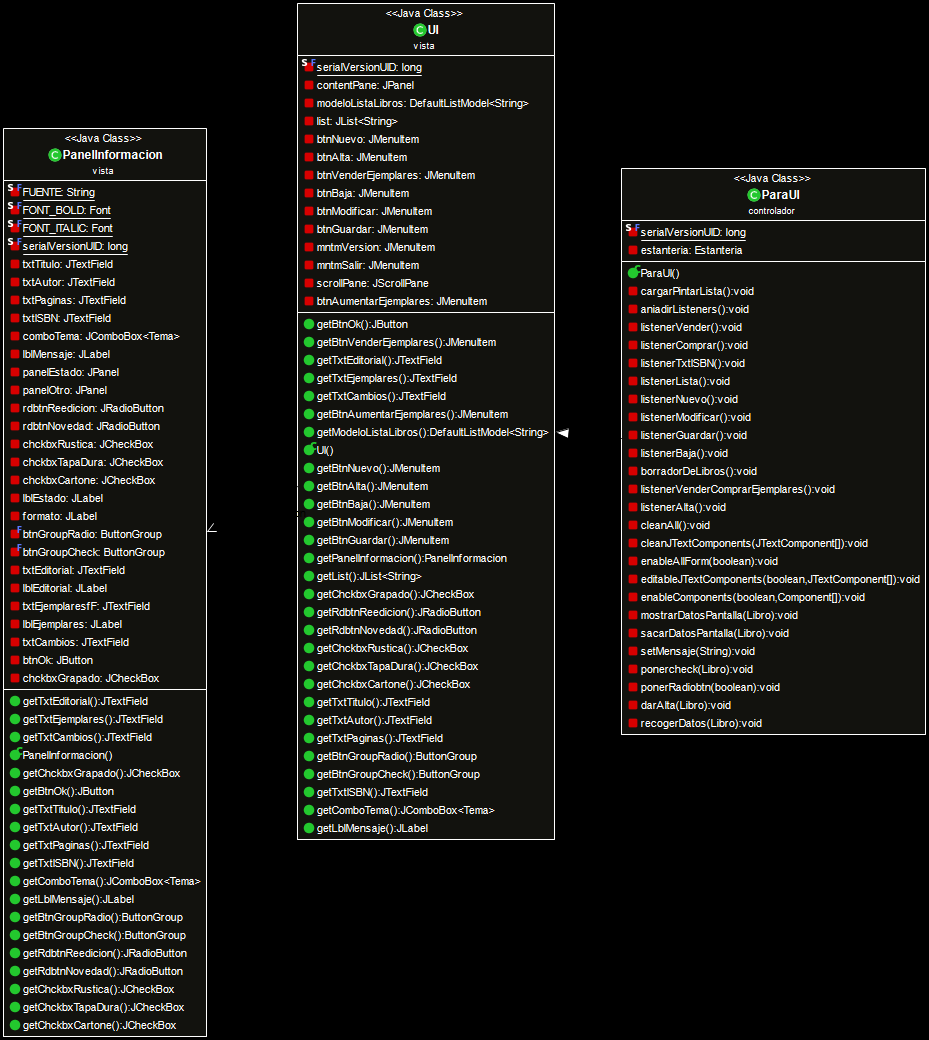 <<Java Class>>
PanelInformacion
vista
FUENTE: String
FONT_BOLD: Font
FONT_ITALIC: Font
serialVersionUID: long
txtTitulo: JTextField
txtAutor: JTextField
txtPaginas: JTextField
txtISBN: JTextField
comboTema: JComboBox<Tema>
lblMensaje: JLabel
panelEstado: JPanel
panelOtro: JPanel
rdbtnReedicion: JRadioButton
rdbtnNovedad: JRadioButton
chckbxRustica: JCheckBox
chckbxTapaDura: JCheckBox
chckbxCartone: JCheckBox
lblEstado: JLabel
formato: JLabel
btnGroupRadio: ButtonGroup
btnGroupCheck: ButtonGroup
txtEditorial: JTextField
lblEditorial: JLabel
txtEjemplaresfF: JTextField
lblEjemplares: JLabel
txtCambios: JTextField
btnOk: JButton
chckbxGrapado: JCheckBox
getTxtEditorial():JTextField
getTxtEjemplares():JTextField
getTxtCambios():JTextField
PanelInformacion()
getChckbxGrapado():JCheckBox
getBtnOk():JButton
getTxtTitulo():JTextField
getTxtAutor():JTextField
getTxtPaginas():JTextField
getTxtISBN():JTextField
getComboTema():JComboBox<Tema>
getLblMensaje():JLabel
getBtnGroupRadio():ButtonGroup
getBtnGroupCheck():ButtonGroup
getRdbtnReedicion():JRadioButton
getRdbtnNovedad():JRadioButton
getChckbxRustica():JCheckBox
getChckbxTapaDura():JCheckBox
getChckbxCartone():JCheckBox
<<Java Class>>
UI
vista
serialVersionUID: long
contentPane: JPanel
modeloListaLibros: DefaultListModel<String>
list: JList<String>
btnNuevo: JMenuItem
btnAlta: JMenuItem
btnVenderEjemplares: JMenuItem
btnBaja: JMenuItem
btnModificar: JMenuItem
btnGuardar: JMenuItem
mntmVersion: JMenuItem
mntmSalir: JMenuItem
scrollPane: JScrollPane
btnAumentarEjemplares: JMenuItem
getBtnOk():JButton
getBtnVenderEjemplares():JMenuItem
getTxtEditorial():JTextField
getTxtEjemplares():JTextField
getTxtCambios():JTextField
getBtnAumentarEjemplares():JMenuItem
getModeloListaLibros():DefaultListModel<String>
UI()
getBtnNuevo():JMenuItem
getBtnAlta():JMenuItem
getBtnBaja():JMenuItem
getBtnModificar():JMenuItem
getBtnGuardar():JMenuItem
getPanelInformacion():PanelInformacion
getList():JList<String>
getChckbxGrapado():JCheckBox
getRdbtnReedicion():JRadioButton
getRdbtnNovedad():JRadioButton
getChckbxRustica():JCheckBox
getChckbxTapaDura():JCheckBox
getChckbxCartone():JCheckBox
getTxtTitulo():JTextField
getTxtAutor():JTextField
getTxtPaginas():JTextField
getBtnGroupRadio():ButtonGroup
getBtnGroupCheck():ButtonGroup
getTxtISBN():JTextField
getComboTema():JComboBox<Tema>
getLblMensaje():JLabel
<<Java Class>>
ParaUI
controlador
serialVersionUID: long
estanteria: Estanteria
ParaUI()
cargarPintarLista():void
aniadirListeners():void
listenerVender():void
listenerComprar():void
listenerTxtISBN():void
listenerLista():void
listenerNuevo():void
listenerModificar():void
listenerGuardar():void
listenerBaja():void
borradorDeLibros():void
listenerVenderComprarEjemplares():void
listenerAlta():void
cleanAll():void
cleanJTextComponents(JTextComponent[]):void
enableAllForm(boolean):void
editableJTextComponents(boolean,JTextComponent[]):void
enableComponents(boolean,Component[]):void
mostrarDatosPantalla(Libro):void
sacarDatosPantalla(Libro):void
setMensaje(String):void
ponercheck(Libro):void
ponerRadiobtn(boolean):void
darAlta(Libro):void
recogerDatos(Libro):void